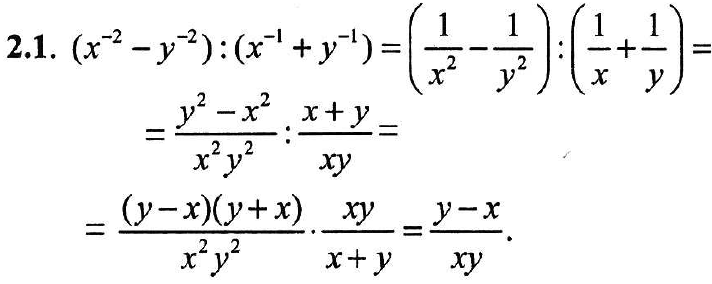 2.1. (x⁻² − y⁻²) : (x⁻¹ + y⁻¹) = (1/x² − 1/y²) : (1/x + 1/y) =
= (y² − x²)/(x²y²) : (x + y)/(xy) =
= ((y − x)(y + x))/(x²y²) · (xy)/(x + y) = (y − x)/(xy).